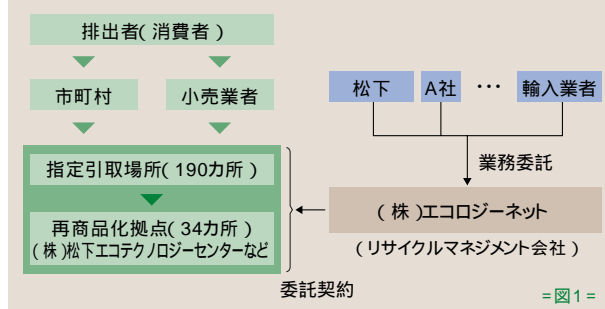 排出者(消費者)
市町村
小売業者
指定引取場所(190カ所)
再商品化拠点(34カ所)
(株)松下エコテクノロジーセンターなど
松下
A社
…
輸入業者
業務委託
(株)エコロジーネット
(リサイクルマネジメント会社)
委託契約
=図1=